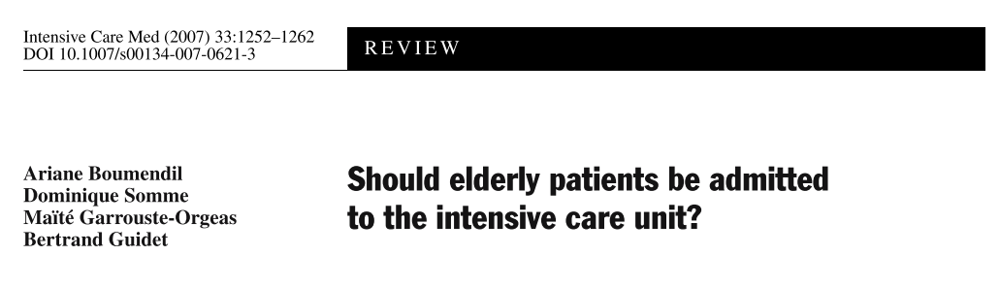 Intensive Care Med (2007) 33:1252–1262
DOI 10.1007/s00134-007-0621-3
REVIEW
Ariane Boumendil
Dominique Somme
Maïté Garrouste-Orgeas
Bertrand Guidet
Should elderly patients be admitted
to the intensive care unit?